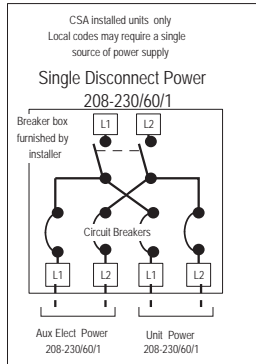 CSA installed units only
Local codes may require a single
source of power supply
Single Disconnect Power
208-230/60/1
Breaker box
furnished by
installer
L1
L2
Circuit Breakers
L1
L2
L1
L2
Aux Elect Power
208-230/60/1
Unit Power
208-230/60/1